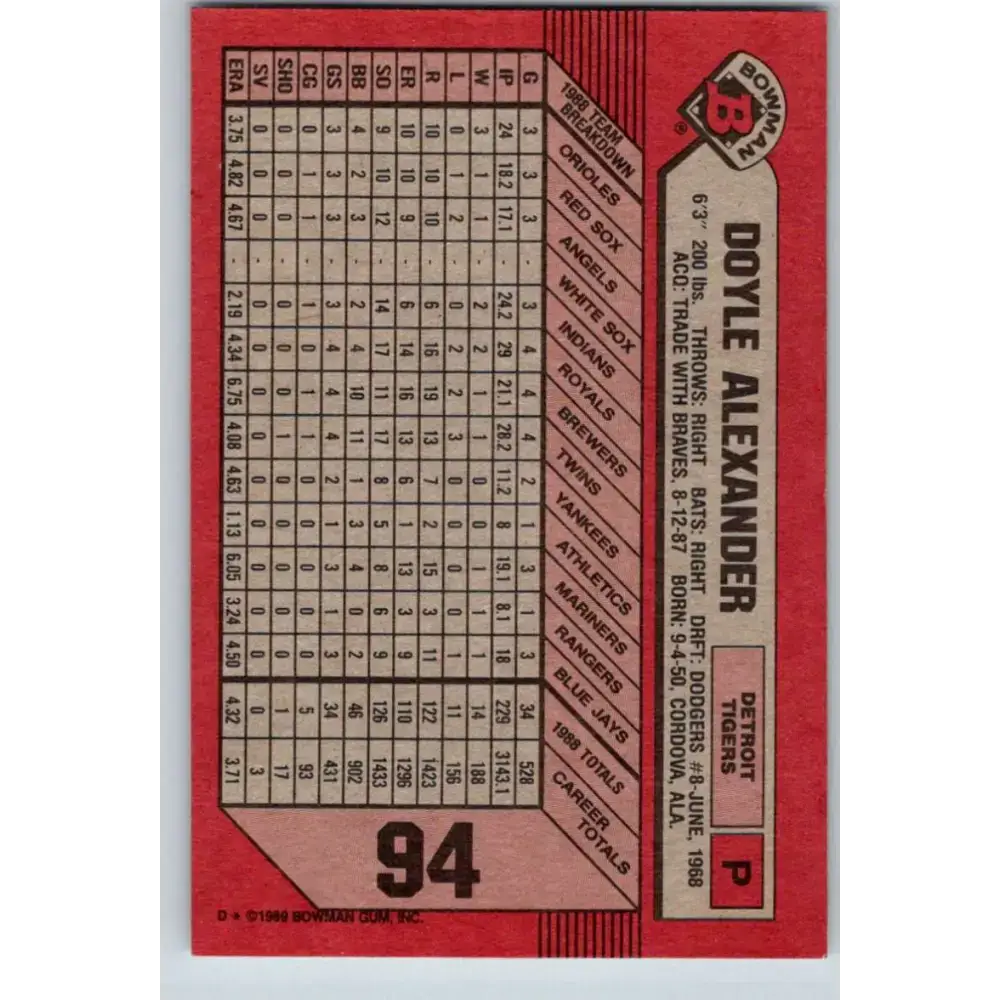 BOWMAN
B
®
DOYLE ALEXANDER
DETROIT
TIGERS
P
6'3" 200 lbs. THROWS: RIGHT BATS: RIGHT DRFT: DODGERS #8-JUNE, 1968
ACQ: TRADE WITH BRAVES, 8-12-87 BORN: 9-4-50, CORDOVA, ALA.
1988 TEAM
BREAKDOWN
ORIOLES
RED SOX
ANGELS
WHITE SOX
INDIANS
ROYALS
BREWERS
TWINS
YANKEES
ATHLETICS
MARINERS
RANGERS
BLUE JAYS
1988 TOTALS
CAREER
TOTALS
G 3 3 3 - 3 4 4 4 2 1 3 1 3 34 528
IP 24 18.2 17.1 - 24.2 29 21.1 28.2 11.2 8 19.1 8.1 18 229 3143.1
W 3 1 1 - 2 2 1 1 0 0 1 1 1 14 188
L 0 1 2 - 0 2 2 3 0 0 0 0 1 11 156
R 10 10 10 - 6 16 19 13 7 2 15 3 11 122 1423
ER 10 10 9 - 6 14 16 13 6 1 13 3 9 110 1296
SO 9 10 12 - 14 17 11 17 8 5 8 6 9 126 1433
BB 4 2 3 - 2 4 10 11 1 3 4 0 2 46 902
GS 3 3 3 - 3 4 4 4 2 1 3 1 3 34 431
CG 0 1 1 - 1 0 1 1 0 0 0 0 0 5 93
SHO 0 0 0 - 0 0 0 1 0 0 0 0 0 1 17
SV 0 0 0 - 0 0 0 0 0 0 0 0 0 0 3
ERA 3.75 4.82 4.67 - 2.19 4.34 6.75 4.08 4.63 1.13 6.05 3.24 4.50 4.32 3.71
94
D * ©1989 BOWMAN GUM, INC.